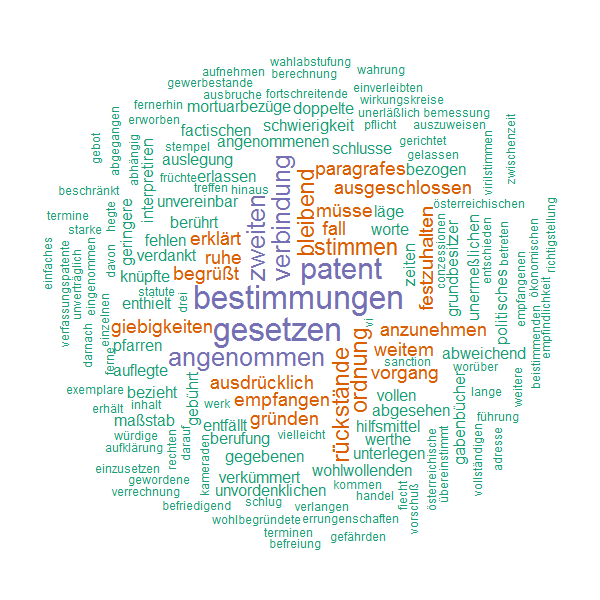 wahlabstufung
aufnehmen
berechnung
wahrung
gewerbestande
einverleibten
ausbruche
fortschreitende
wirkungskreise
fernerhin
mortuarbezüge
doppelte
unerläßlich
bemessung
erworben
factischen
schwierigkeit
pflicht
auszuweisen
abgegangen
gebot
stempel
angenommenen
schlusse
gerichtet
zwischenzeit
abhängig
interpretiren
auslegung
gelassen
virilstimmen
früchte
erlassen
verbindung
bleibend
paragrafes
bezogen
beschränkt
treffen
hinaus
ausgeschlossen
unvereinbar
zweiten
österreichischen
termine
hegte
geringere
müsse
läge
festzuhalten
conzessionen
grundbesitzer
unermeßlichen
entschieden
betreten
richtigstellung
starke
berührt
fall
worte
einfaches
verfassungspatente
unverträglich
eingenommen
davon
fehlen
erklärt
stimmen
zeiten
politisches
empfangenen
ökonomischen
verdankt
ruhe
patent
beistimmenden
empfindlichkeit
knüpfte
begrüßt
statute
drei
bestimmungen
enthielt
darnach
ferne
einzelnen
giebigkeiten
gesetzen
vi
anzunehmen
pfarren
angenommen
ordnung
rückstände
weitem
abweichend
sanction
auflegte
vorgang
worüber
exemplare
bezieht
gebührt
ausdrücklich
vollen
gabenbücher
lange
weitere
erhält
inhalt
werk
empfangen
abgesehen
führung
maßstab
gründen
würdige
entfällt
hilfsmittel
aufklärung
rechten
darauf
berufung
vielleicht
werthe
österreichische
übereinstimmt
vollständigen
adresse
einzusetzen
kameraden
gegebenen
unterlegen
gewordene
verkümmert
wohlwollenden
verrechnung
unvordenklichen
kommen
handel
fiecht
vorschuß
befriedigend
schlug
verlangen
wohlbegründete
errungenschaften
terminen
gefährden
befreiung